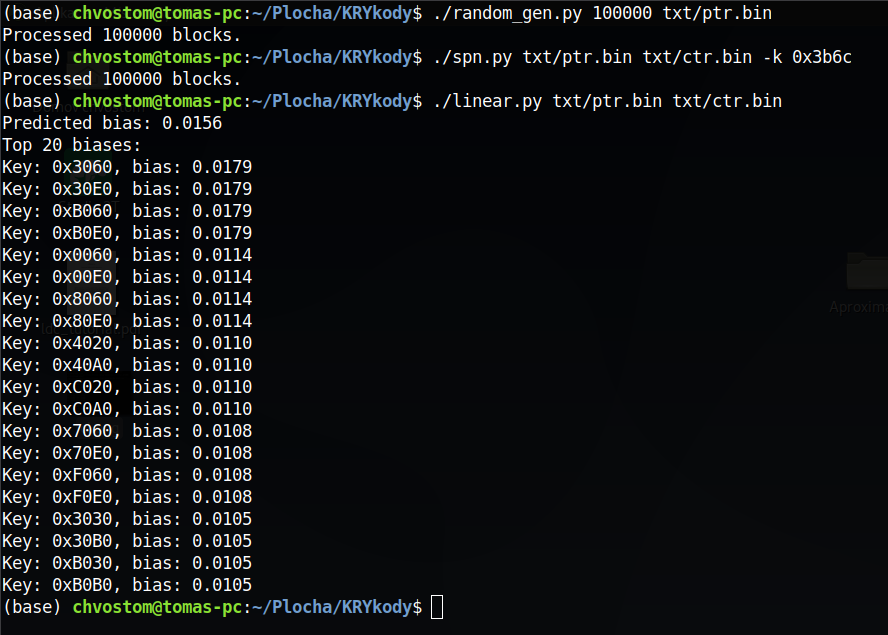 (base) chvostom@tomas-pc:~/Plocha/KRYkody$ ./random_gen.py 100000 txt/ptr.bin
Processed 100000 blocks.
(base) chvostom@tomas-pc:~/Plocha/KRYkody$ ./spn.py txt/ptr.bin txt/ctr.bin -k 0x3b6c
Processed 100000 blocks.
(base) chvostom@tomas-pc:~/Plocha/KRYkody$ ./linear.py txt/ptr.bin txt/ctr.bin
Predicted bias: 0.0156
Top 20 biases:
Key: 0x3060, bias: 0.0179
Key: 0x30E0, bias: 0.0179
Key: 0xB060, bias: 0.0179
Key: 0xB0E0, bias: 0.0179
Key: 0x0060, bias: 0.0114
Key: 0x00E0, bias: 0.0114
Key: 0x8060, bias: 0.0114
Key: 0x80E0, bias: 0.0114
Key: 0x4020, bias: 0.0110
Key: 0x40A0, bias: 0.0110
Key: 0xC020, bias: 0.0110
Key: 0xC0A0, bias: 0.0110
Key: 0x7060, bias: 0.0108
Key: 0x70E0, bias: 0.0108
Key: 0xF060, bias: 0.0108
Key: 0xF0E0, bias: 0.0108
Key: 0x3030, bias: 0.0105
Key: 0x30B0, bias: 0.0105
Key: 0xB030, bias: 0.0105
Key: 0xB0B0, bias: 0.0105
(base) chvostom@tomas-pc:~/Plocha/KRYkody$